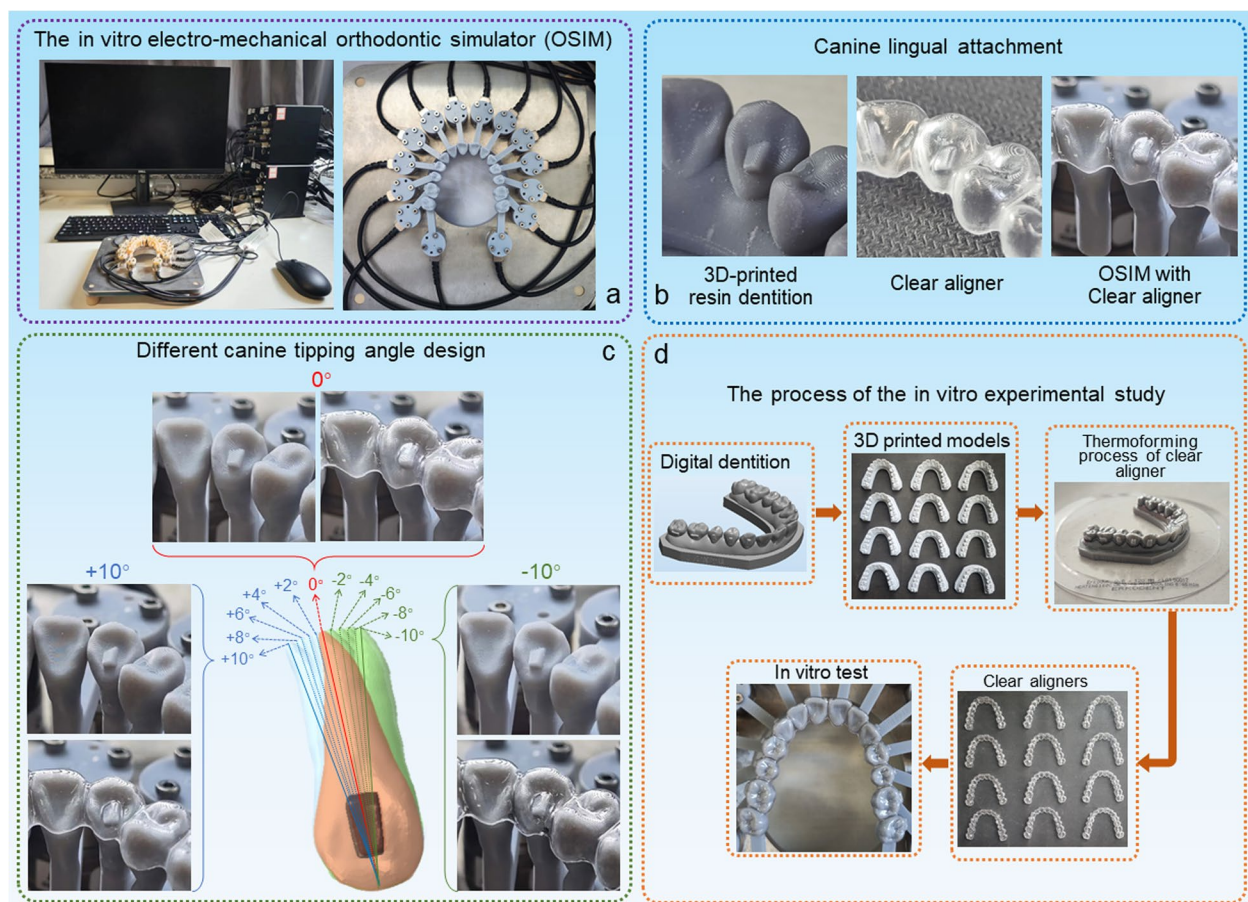 The in vitro electro-mechanical orthodontic simulator (OSIM)
a
Canine lingual attachment
3D-printed
resin dentition
Clear aligner
OSIM with
Clear aligner
b
Different canine tipping angle design
c
0°
+10°
-10°
+10°
+8°
+6°
+4°
+2°
0°
-2°
-4°
-6°
-8°
-10°
d
The process of the in vitro experimental study
Digital dentition
3D printed models
Thermoforming
process of clear
aligner
Clear aligners
In vitro test